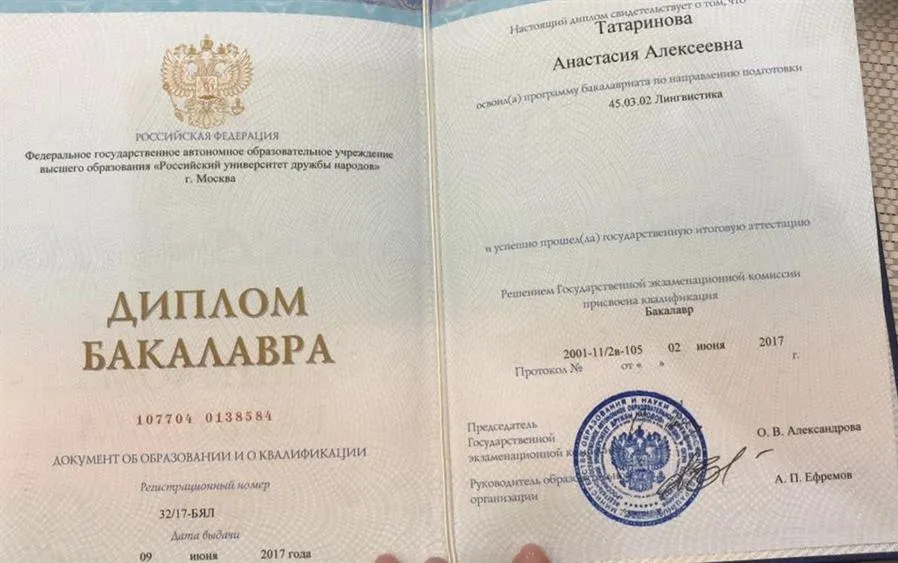 РОССИЙСКАЯ ФЕДЕРАЦИЯ
Федеральное государственное автономное образовательное учреждение
высшего образования «Российский университет дружбы народов»
г. Москва
ДИПЛОМ
БАКАЛАВРА
107704 0138584
ДОКУМЕНТ ОБ ОБРАЗОВАНИИ И О КВАЛИФИКАЦИИ
Регистрационный номер
32/17-БЯЛ
Дата выдачи
09 июня 2017 года
Настоящий диплом свидетельствует о том, что
Татаринова
Анастасия Алексеевна
освоил(а) программу бакалавриата по направлению подготовки
45.03.02 Лингвистика
и успешно прошел(ла) государственную итоговую аттестацию
Решением Государственной экзаменационной комиссии
присвоена квалификация
Бакалавр
2001-11/2в-105 02 июня 2017
Протокол № от « » г.
Председатель
Государственной
экзаменационной
О. В. Александрова
Руководитель
организации
А. П. Ефремов